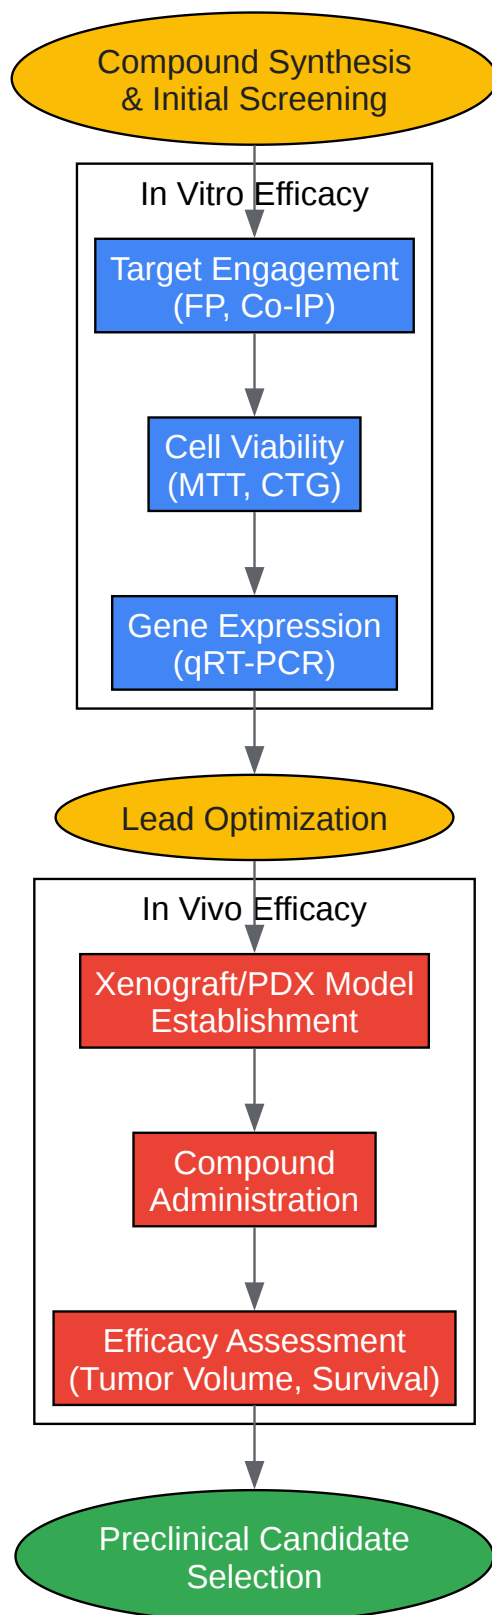 Compound Synthesis
& Initial Screening
In Vitro Efficacy
Target Engagement
(FP, Co-IP)
Cell Viability
(MTT, CTG)
Gene Expression
(qRT-PCR)
Lead Optimization
In Vivo Efficacy
Xenograft/PDX Model
Establishment
Compound
Administration
Efficacy Assessment
(Tumor Volume, Survival)
Preclinical Candidate
Selection